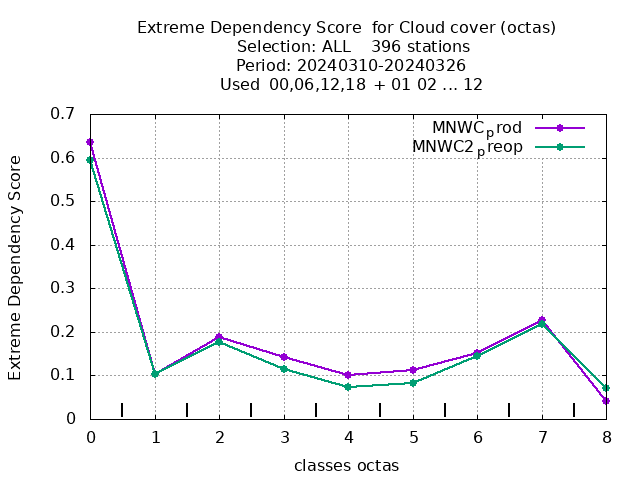 Extreme Dependency Score  for Cloud cover (octas)
Selection: ALL    396 stations
Period: 20240310-20240326
Used  00,06,12,18  + 01 02 ... 12
MNWC_prod
MNWC2_preop
Extreme Dependency Score
0.7
0.6
0.5
0.4
0.3
0.2
0.1
0
0 1 2 3 4 5 6 7 8
classes octas